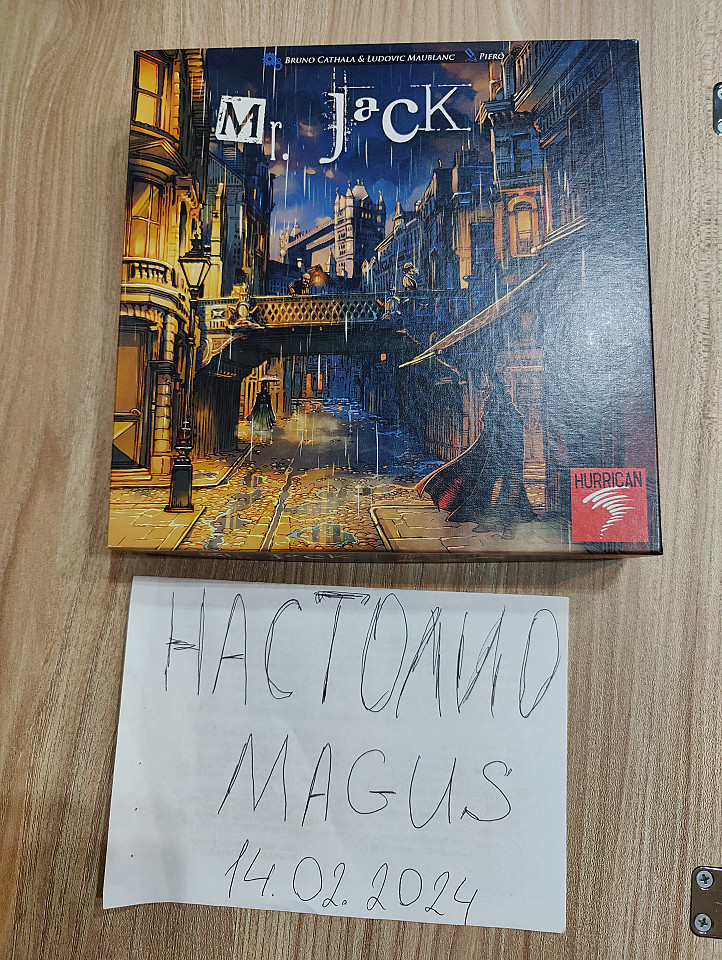 BRUNO CATHALA & LUDOVIC MAUBLANC PIERÔ
Mr. Jack
HURRICAN
НАСТОЛИО
MAGUS
14.02.2024